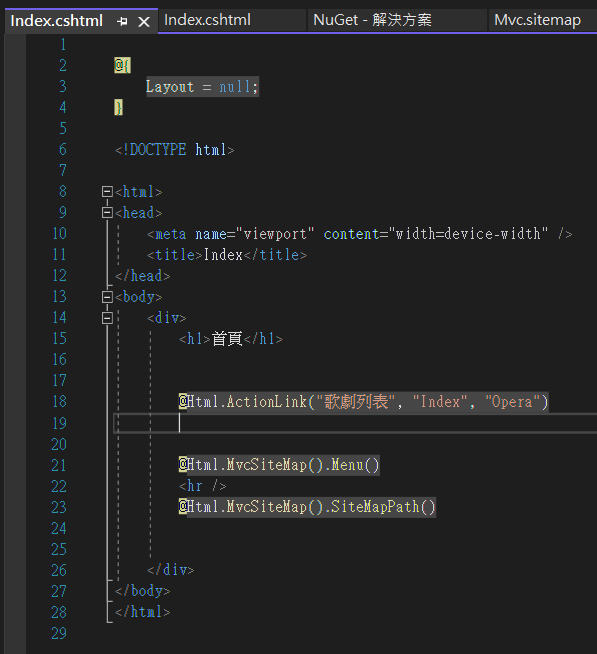 Index.cshtml Index.cshtml NuGet - 解決方案 Mvc.sitemap
1
2 @{
3 Layout = null;
4 }
5
6 <!DOCTYPE html>
7
8 <html>
9 <head>
10 <meta name="viewport" content="width=device-width" />
11 <title>Index</title>
12 </head>
13 <body>
14 <div>
15 <h1>首頁</h1>
16
17
18 @Html.ActionLink("歌劇列表", "Index", "Opera")
19
20
21 @Html.MvcSiteMap().Menu()
22 <hr />
23 @Html.MvcSiteMap().SiteMapPath()
24
25
26 </div>
27 </body>
28 </html>
29